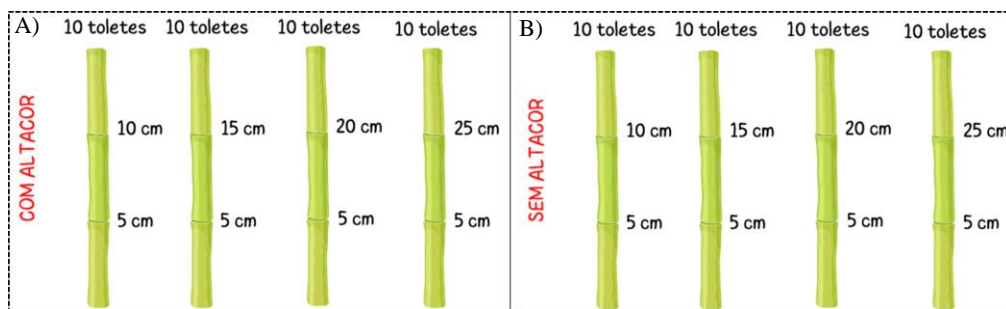 A)
10 toletes 10 toletes 10 toletes 10 toletes
COM ALTACOR
10 cm 15 cm 20 cm 25 cm
5 cm 5 cm 5 cm 5 cm
B)
10 toletes 10 toletes 10 toletes 10 toletes
SEM ALTACOR
10 cm 15 cm 20 cm 25 cm
5 cm 5 cm 5 cm 5 cm